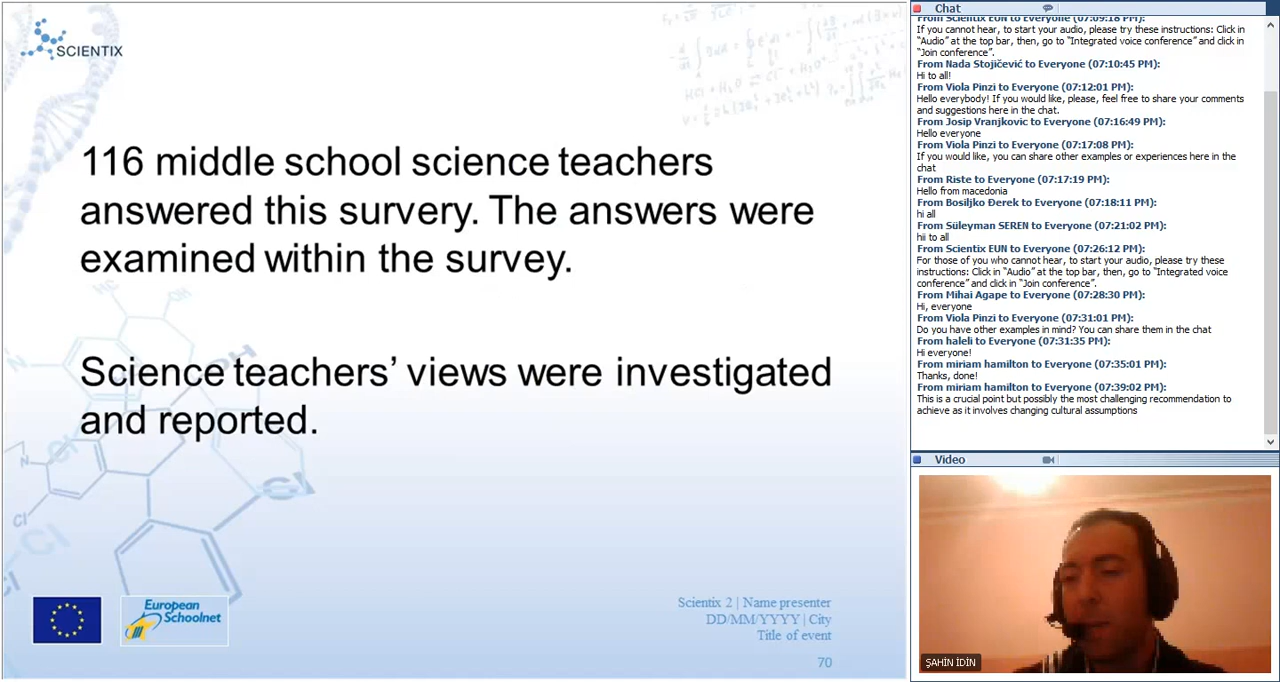 SCIENTIX
116 middle school science teachers
answered this survery. The answers were
examined within the survey.
Science teachers’ views were investigated
and reported.
European
Schoolnet
Scientix 2 | Name presenter
DD/MM/YYYY | City
Title of event
70
Chat
From Scientix EUN to Everyone (07:09:18 PM):
If you cannot hear, to start your audio, please try these instructions: Click in
“Audio” at the top bar, then, go to “Integrated voice conference” and click in
“Join conference”.
From Nada Stojičević to Everyone (07:10:45 PM):
Hi to all!
From Viola Pinzi to Everyone (07:12:01 PM):
Hello everybody! If you would like, please, feel free to share your comments
and suggestions here in the chat.
From Josip Vranjkovic to Everyone (07:16:49 PM):
Hello everyone
From Viola Pinzi to Everyone (07:17:08 PM):
If you would like, you can share other examples or experiences here in the
chat
From Riste to Everyone (07:17:19 PM):
Hello from macedonia
From Bosiljko Đerek to Everyone (07:18:11 PM):
hi all
From Süleyman SEREN to Everyone (07:21:02 PM):
hii to all
From Scientix EUN to Everyone (07:26:12 PM):
For those of you who cannot hear, to start your audio, please try these
instructions: Click in “Audio” at the top bar, then, go to “Integrated voice
conference” and click in “Join conference”.
From Mihai Agape to Everyone (07:28:30 PM):
Hi, everyone
From Viola Pinzi to Everyone (07:31:01 PM):
Do you have other examples in mind? You can share them in the chat
From haleli to Everyone (07:31:35 PM):
Hi everyone!
From miriam hamilton to Everyone (07:35:01 PM):
Thanks, done!
From miriam hamilton to Everyone (07:39:02 PM):
This is a crucial point but possibly the most challenging recommendation to
achieve as it involves changing cultural assumptions
Video
ŞAHİN İDİN